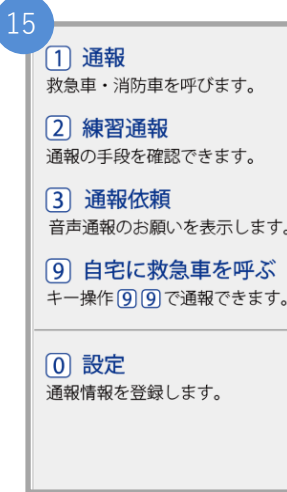 15
1 通報
救急車・消防車を呼びます。
2 練習通報
通報の手段を確認できます。
3 通報依頼
音声通報のお願いを表示します。
9 自宅に救急車を呼ぶ
キー操作99で通報できます。
0 設定
通報情報を登録します。